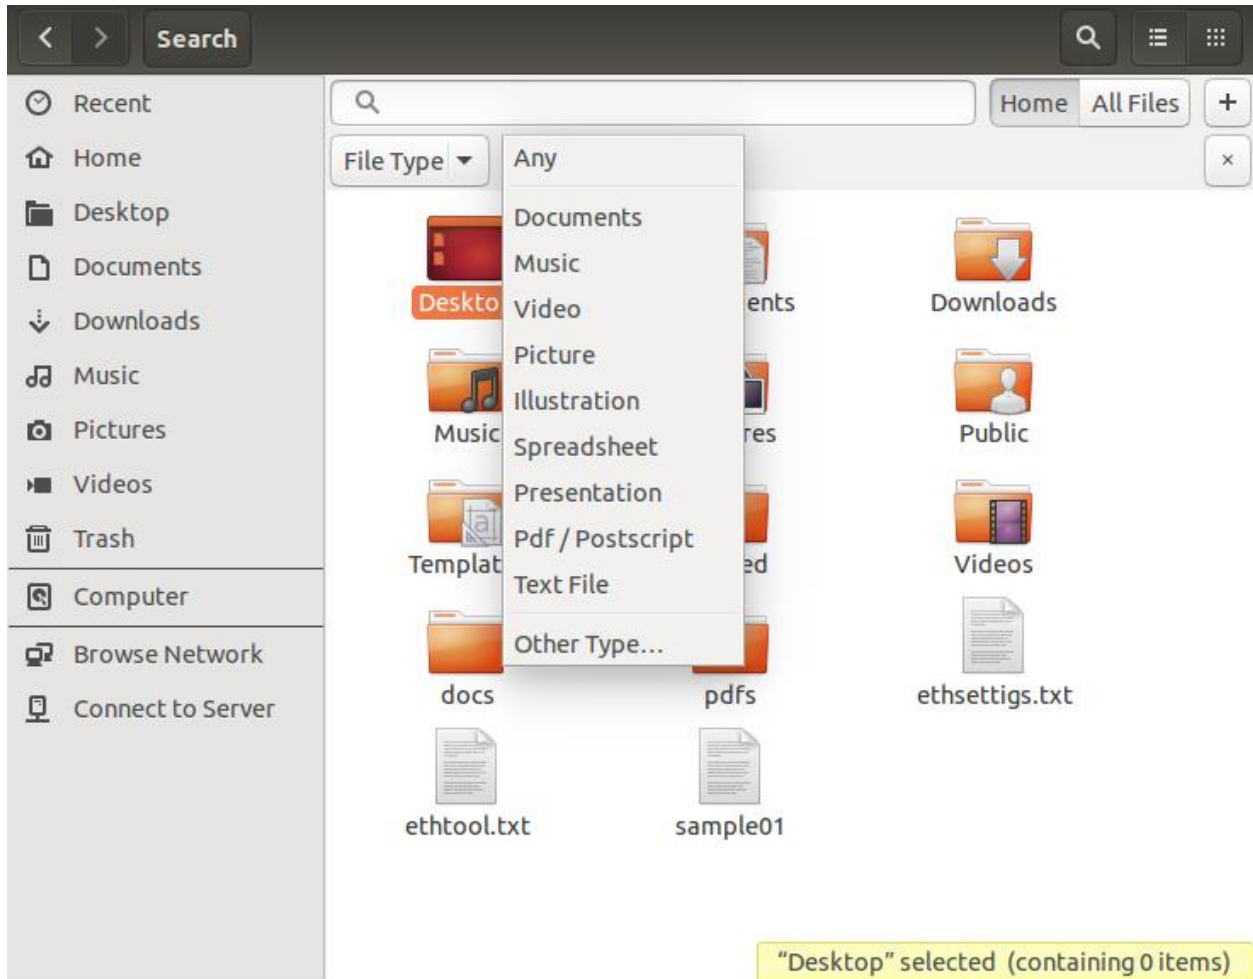 Search
Recent
Home
Desktop
Documents
Downloads
Music
Pictures
Videos
Trash
Computer
Browse Network
Connect to Server
Home All Files +
File Type
Any
Documents
Music
Video
Picture
Illustration
Spreadsheet
Presentation
Pdf / Postscript
Text File
Other Type...
Deskto ents Downloads
Music res Public
Templat ed Videos
docs pdfs ethsettigs.txt
ethtool.txt sample01
"Desktop" selected (containing 0 items)